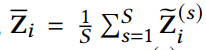 Z̅ᵢ = 1/S ∑ₛ₌₁ˢ Z̃ᵢ⁽ˢ⁾